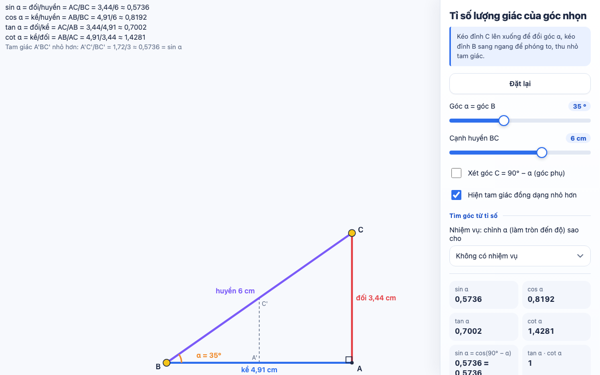 sin α = đối/huyền = AC/BC = 3,44/6 ≈ 0,5736
cos α = kề/huyền = AB/BC = 4,91/6 ≈ 0,8192
tan α = đối/kề = AC/AB = 3,44/4,91 ≈ 0,7002
cot α = kề/đối = AB/AC = 4,91/3,44 ≈ 1,4281
Tam giác A'BC' nhỏ hơn: A'C'/BC' = 1,72/3 = 0,5736 = sin α
C
huyền 6 cm
C'
đối 3,44 cm
α = 35°
A'
B
A
kề 4,91 cm
Tỉ số lượng giác của góc nhọn
Kéo đỉnh C lên xuống để đổi góc α, kéo
đỉnh B sang ngang để phóng to, thu nhỏ
tam giác.
Đặt lại
Góc α = góc B
35 °
Cạnh huyền BC
6 cm
Xét góc C = 90° − α (góc phụ)
Hiện tam giác đồng dạng nhỏ hơn
Tìm góc từ tỉ số
Nhiệm vụ: chỉnh α (làm tròn đến độ) sao
cho
Không có nhiệm vụ
sin α
0,5736
cos α
0,8192
tan α
0,7002
cot α
1,4281
sin α = cos(90° − α)
0,5736 =
0,5736
tan α · cot α
1